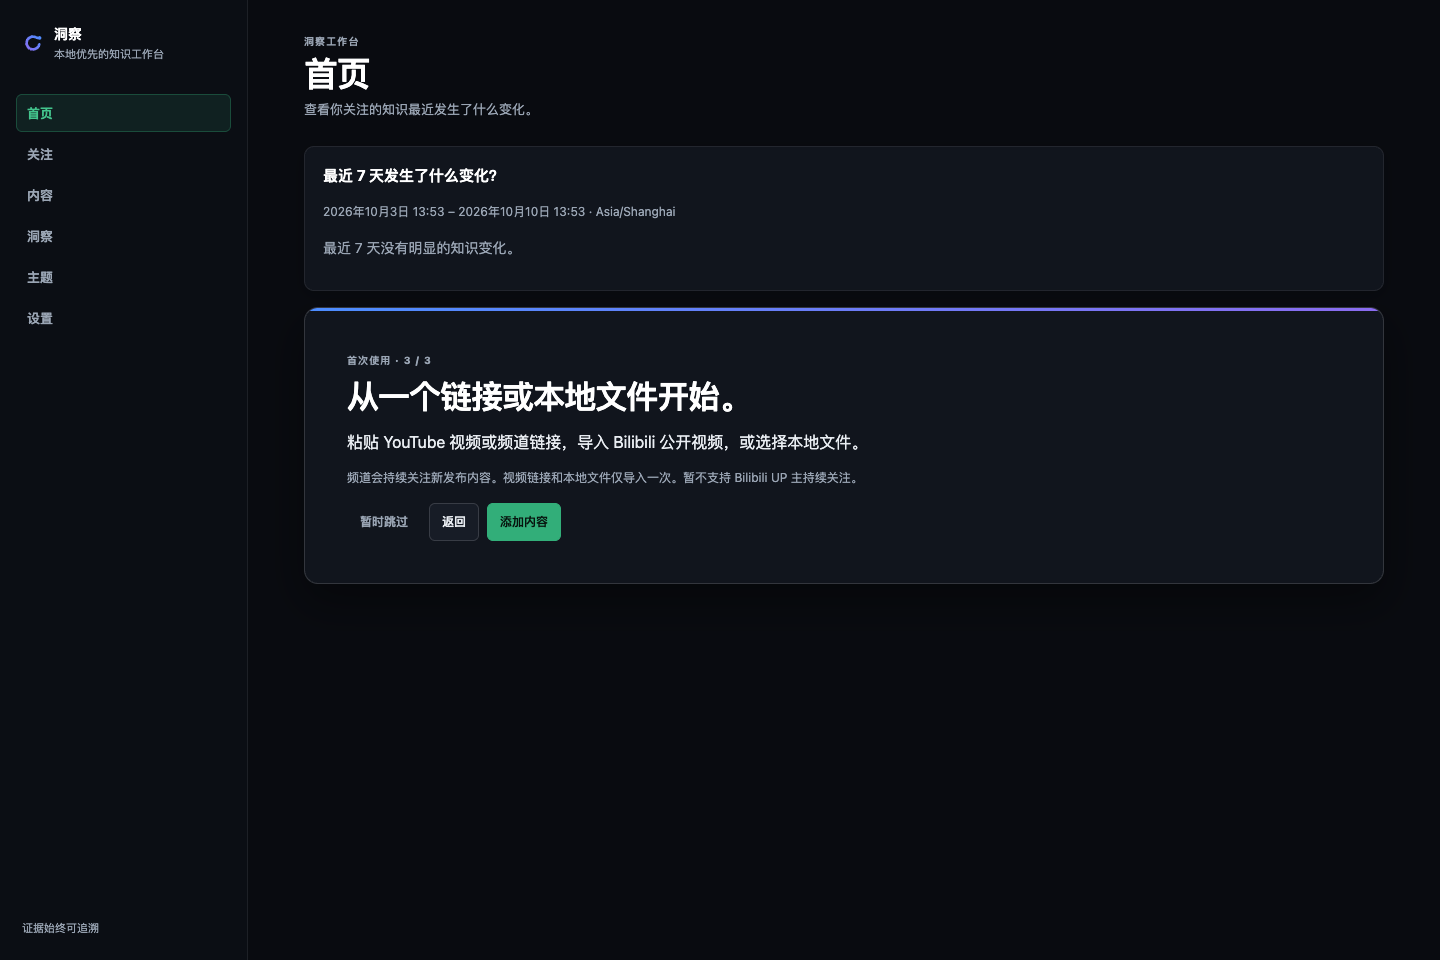 洞察
本地优先的知识工作台
首页
关注
内容
洞察
主题
设置
证据始终可追溯
洞察工作台
首页
查看你关注的知识最近发生了什么变化。
最近 7 天发生了什么变化?
2026年10月3日 13:53 – 2026年10月10日 13:53 · Asia/Shanghai
最近 7 天没有明显的知识变化。
首次使用 · 3 / 3
从一个链接或本地文件开始。
粘贴 YouTube 视频或频道链接，导入 Bilibili 公开视频，或选择本地文件。
频道会持续关注新发布内容。视频链接和本地文件仅导入一次。暂不支持 Bilibili UP 主持续关注。
暂时跳过
返回
添加内容